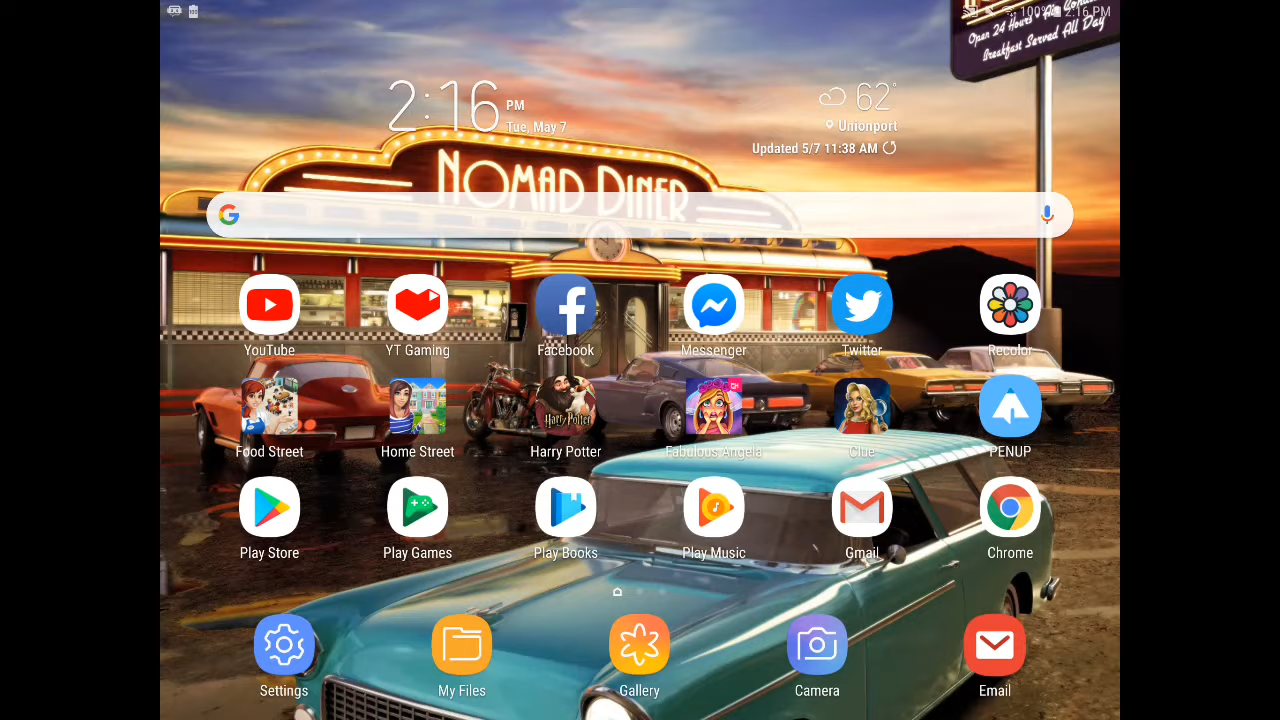 100% 2:16 PM
Open 24 Hours
Breakfast Served All Day
2:16 PM
Tue, May 7
62°
Unionport
Updated 5/7 11:38 AM
NOMAD DINER
YouTube
YT Gaming
Facebook
Messenger
Twitter
Recolor
Harry Potter
Food Street
Home Street
Harry Potter
Fabulous Angela
Clue
PENUP
Play Store
Play Games
Play Books
Play Music
Gmail
Chrome
Settings
My Files
Gallery
Camera
Email